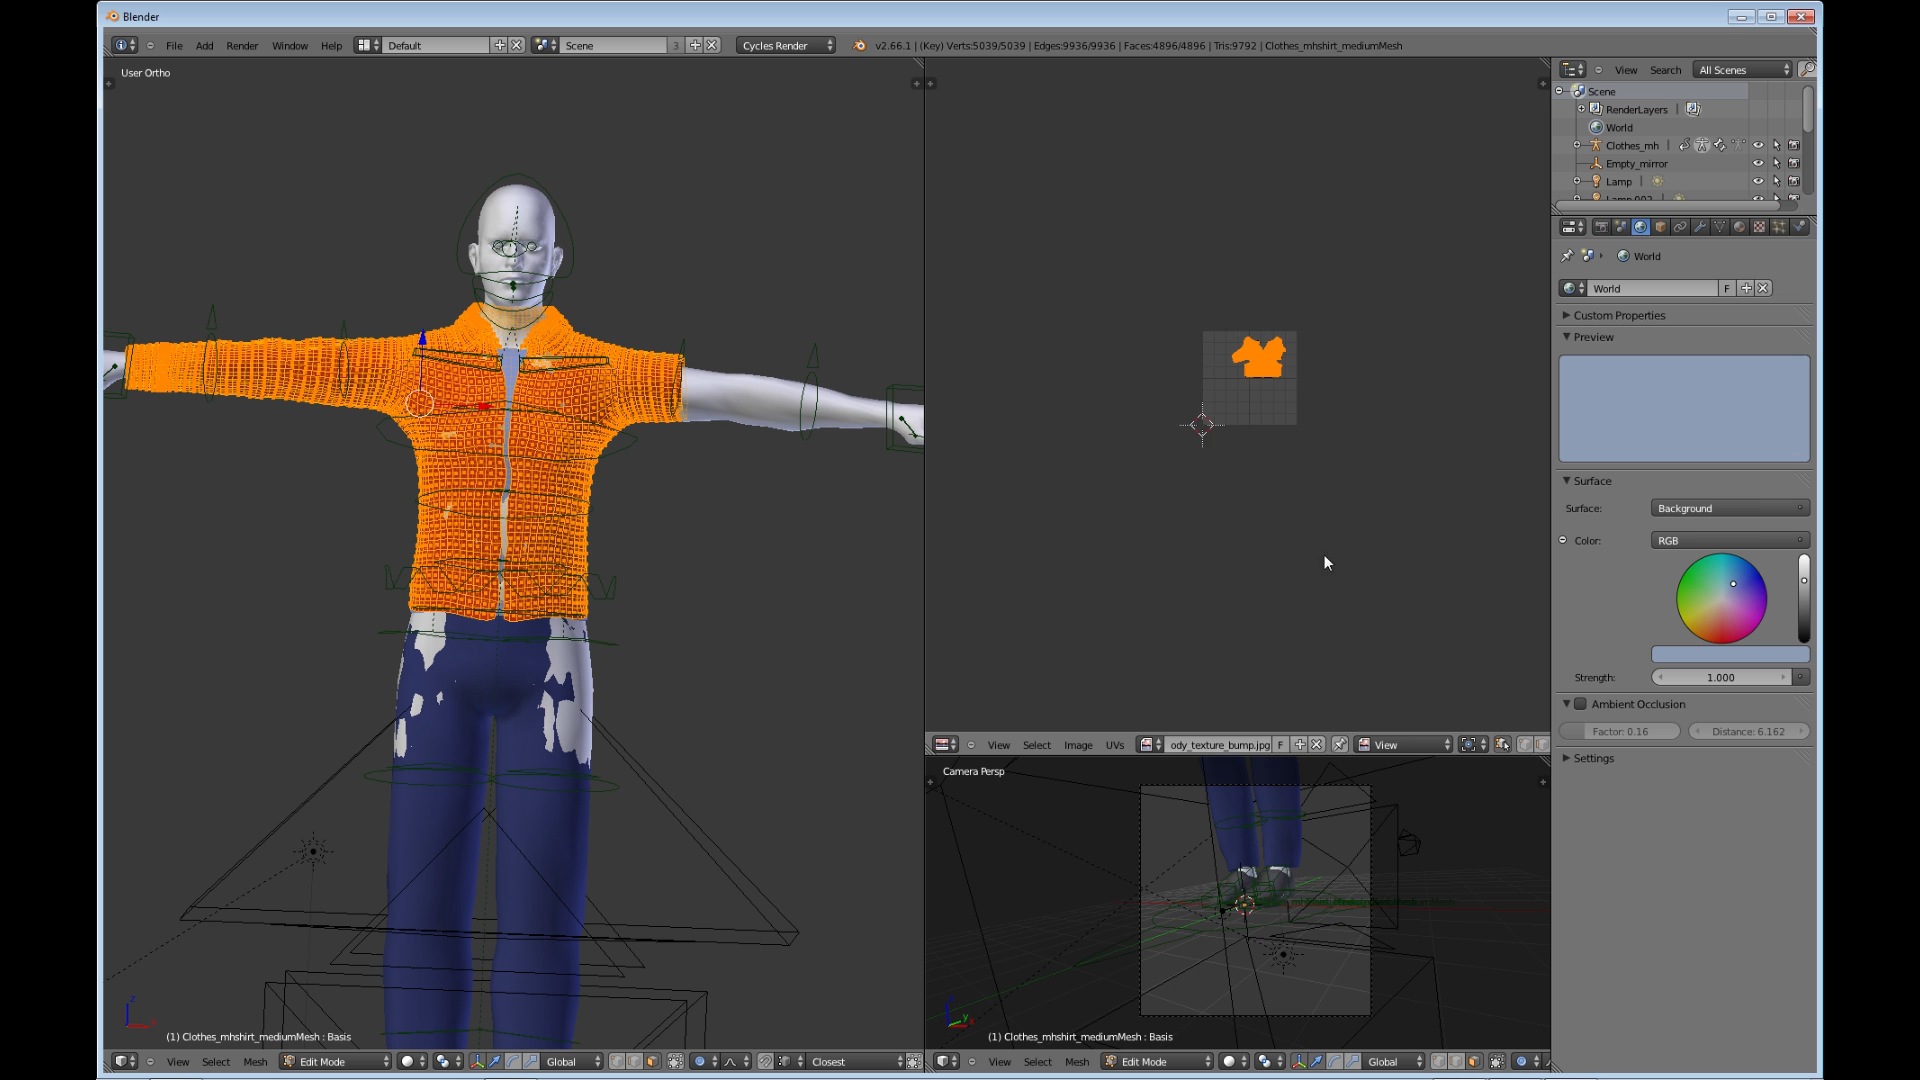 Blender
File Add Render Window Help Default Scene 3 Cycles Render v2.66.1 | (Key) Verts:5039/5039 | Edges:9936/9936 | Faces:4896/4896 | Tris:9792 | Clothes_mhshirt_mediumMesh
User Ortho
View Search All Scenes
Scene
RenderLayers
World
Clothes_mh
Empty_mirror
Lamp
World
World F
Custom Properties
Preview
Surface
Surface: Background
Color: RGB
Strength: 1.000
Ambient Occlusion
Factor: 0.16 Distance: 6.162
Settings
View Select Image UVs ody_texture_bump.jpg F View
Camera Persp
z
x
y
x
(1) Clothes_mhshirt_mediumMesh : Basis
(1) Clothes_mhshirt_mediumMesh : Basis
View Select Mesh Edit Mode Global Closest
View Select Mesh Edit Mode Global